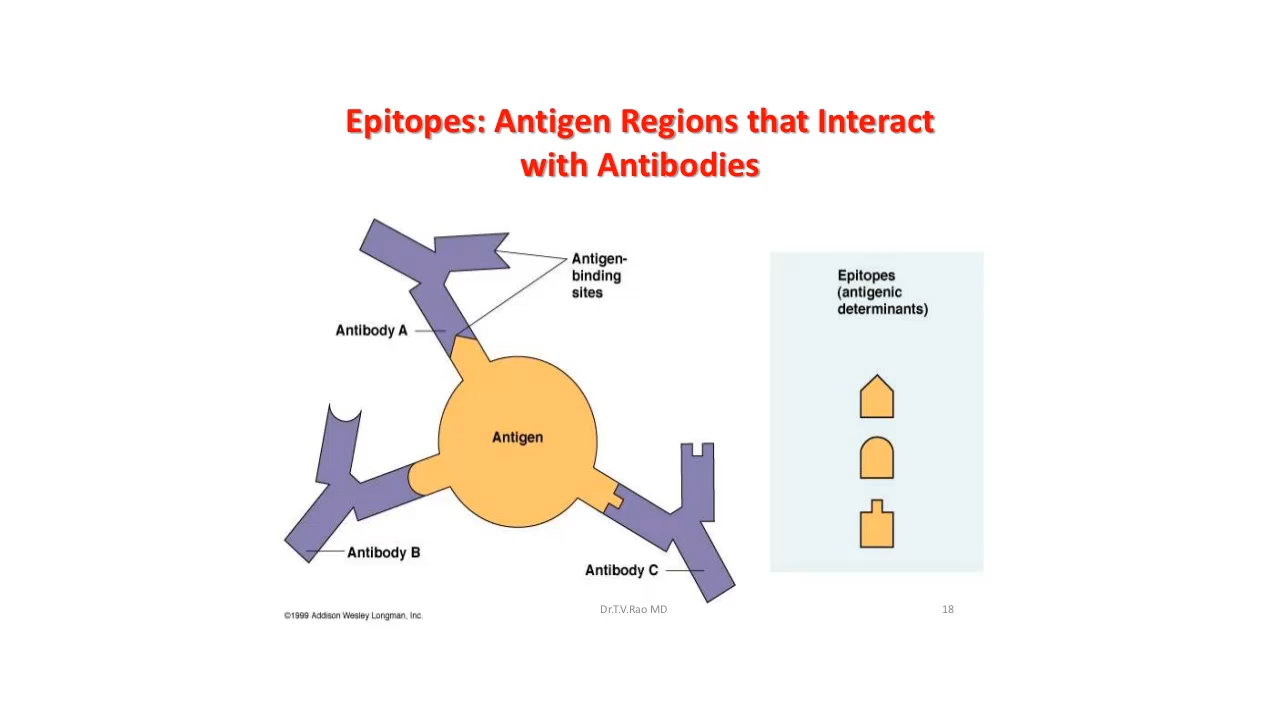 Epitopes: Antigen Regions that Interact
with Antibodies
Antigen-
binding
sites
Antibody A
Antigen
Antibody B
Antibody C
Epitopes
(antigenic
determinants)
©1999 Addison Wesley Longman, Inc.
Dr.T.V.Rao MD
18